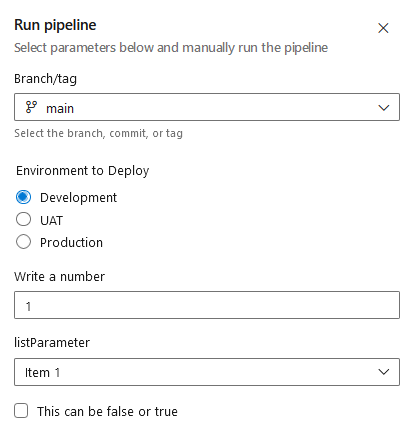 Run pipeline
Select parameters below and manually run the pipeline
Branch/tag
main
Select the branch, commit, or tag
Environment to Deploy
Development
UAT
Production
Write a number
1
listParameter
Item 1
This can be false or true